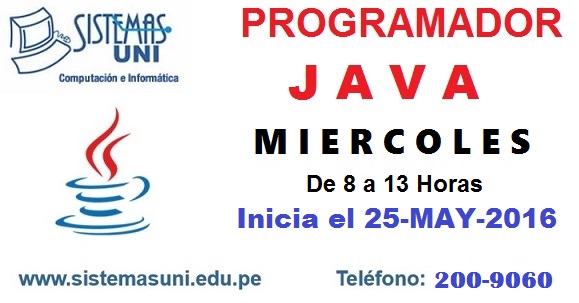 SISTEMAS
UNI
Computación e Informática
PROGRAMADOR
JAVA
MIERCOLES
De 8 a 13 Horas
Inicia el 25-MAY-2016
www.sistemasuni.edu.pe
Teléfono: 200-9060